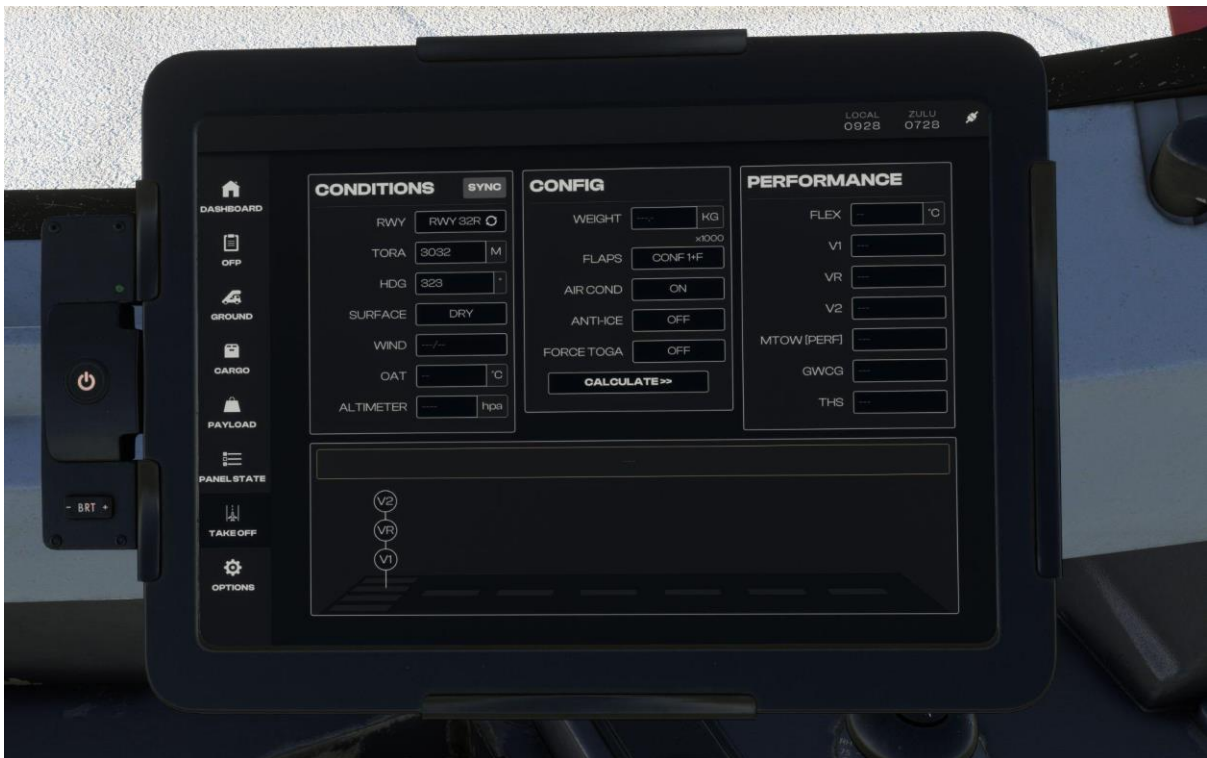 LOCAL ZULU
0928 0728
DASHBOARD
OFP
GROUND
CARGO
PAYLOAD
PANEL STATE
TAKEOFF
OPTIONS
- BRT +
CONDITIONS SYNC
RWY RWY 32R
TORA 3032 M
HDG 323 °
SURFACE DRY
WIND ---/--
OAT -- °C
ALTIMETER ---- hpa
CONFIG
WEIGHT ---.- KG
x1000
FLAPS CONF 1+F
AIR COND ON
ANTI-ICE OFF
FORCE TOGA OFF
CALCULATE >>
PERFORMANCE
FLEX -- °C
V1 ---
VR ---
V2 ---
MTOW [PERF] ----
GWCG ----
THS ----
V2
VR
V1